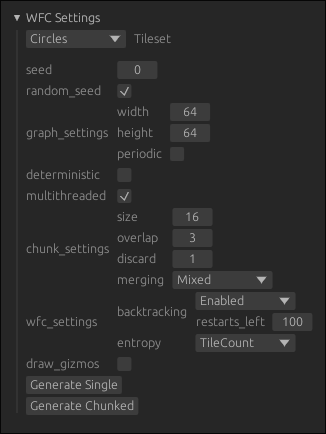 WFC Settings
Circles Tileset
seed 0
random_seed
width 64
graph_settings height 64
periodic
deterministic
multithreaded
size 16
overlap 3
chunk_settings
discard 1
merging Mixed
Enabled
backtracking
restarts_left 100
wfc_settings
entropy TileCount
draw_gizmos
Generate Single
Generate Chunked